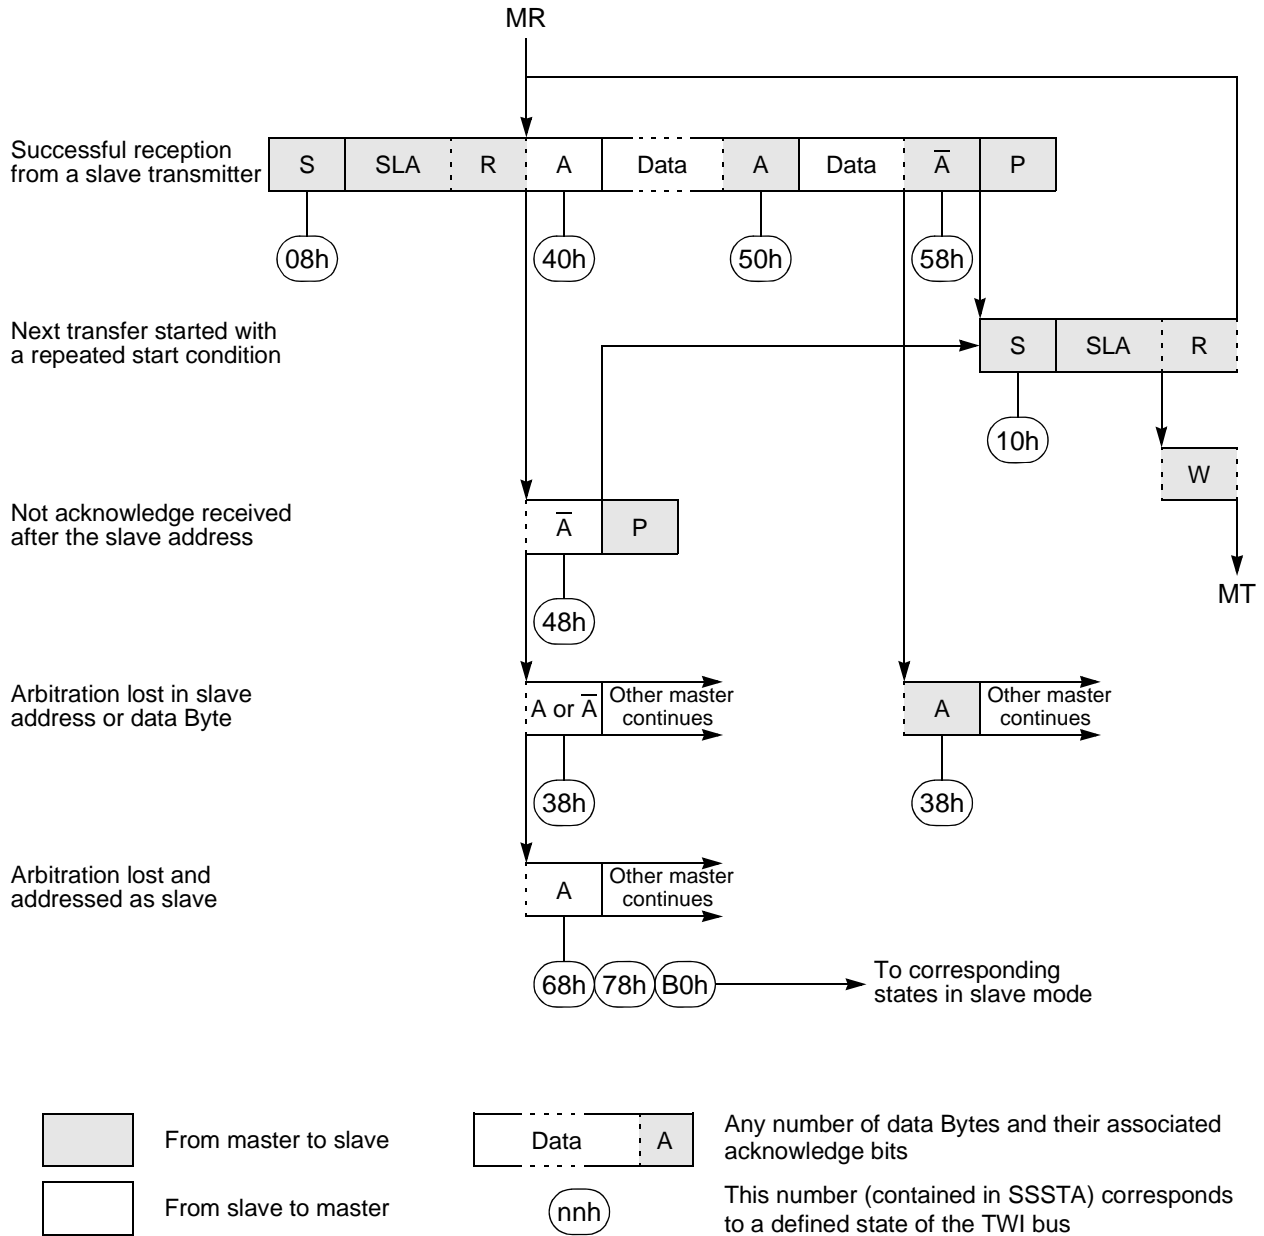 MR
Successful reception
from a slave transmitter
S SLA R A Data A Data A̅ P
08h 40h 50h 58h
Next transfer started with
a repeated start condition
S SLA R
10h
W
MT
Not acknowledge received
after the slave address
A̅ P
48h
Arbitration lost in slave
address or data Byte
A or A̅ Other master
continues
A Other master
continues
38h 38h
Arbitration lost and
addressed as slave
A Other master
continues
68h 78h B0h
To corresponding
states in slave mode
From master to slave
Data A
Any number of data Bytes and their associated
acknowledge bits
From slave to master
nnh
This number (contained in SSSTA) corresponds
to a defined state of the TWI bus